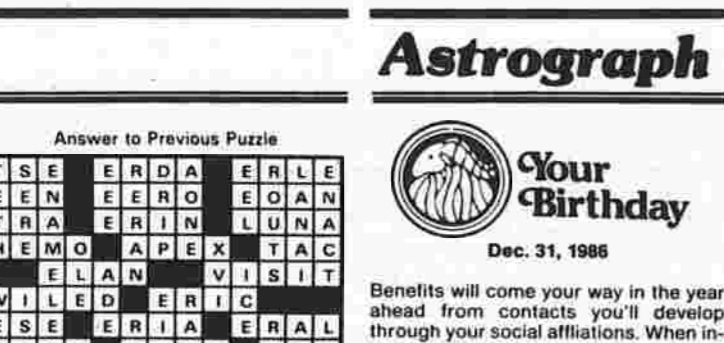 Answer to Previous Puzzle
T S E E R D A E R L E
E E N E E R O E O A N
T R A E R I N L U N A
H E M O A P E X T A C
E L A N V I S I T
V I L E D E R I C
E S E E R I A E R A L
Astrograph
Your
Birthday
Dec. 31, 1986
Benefits will come your way in the year
ahead from contacts you'll develop
through your social affliations. When in-